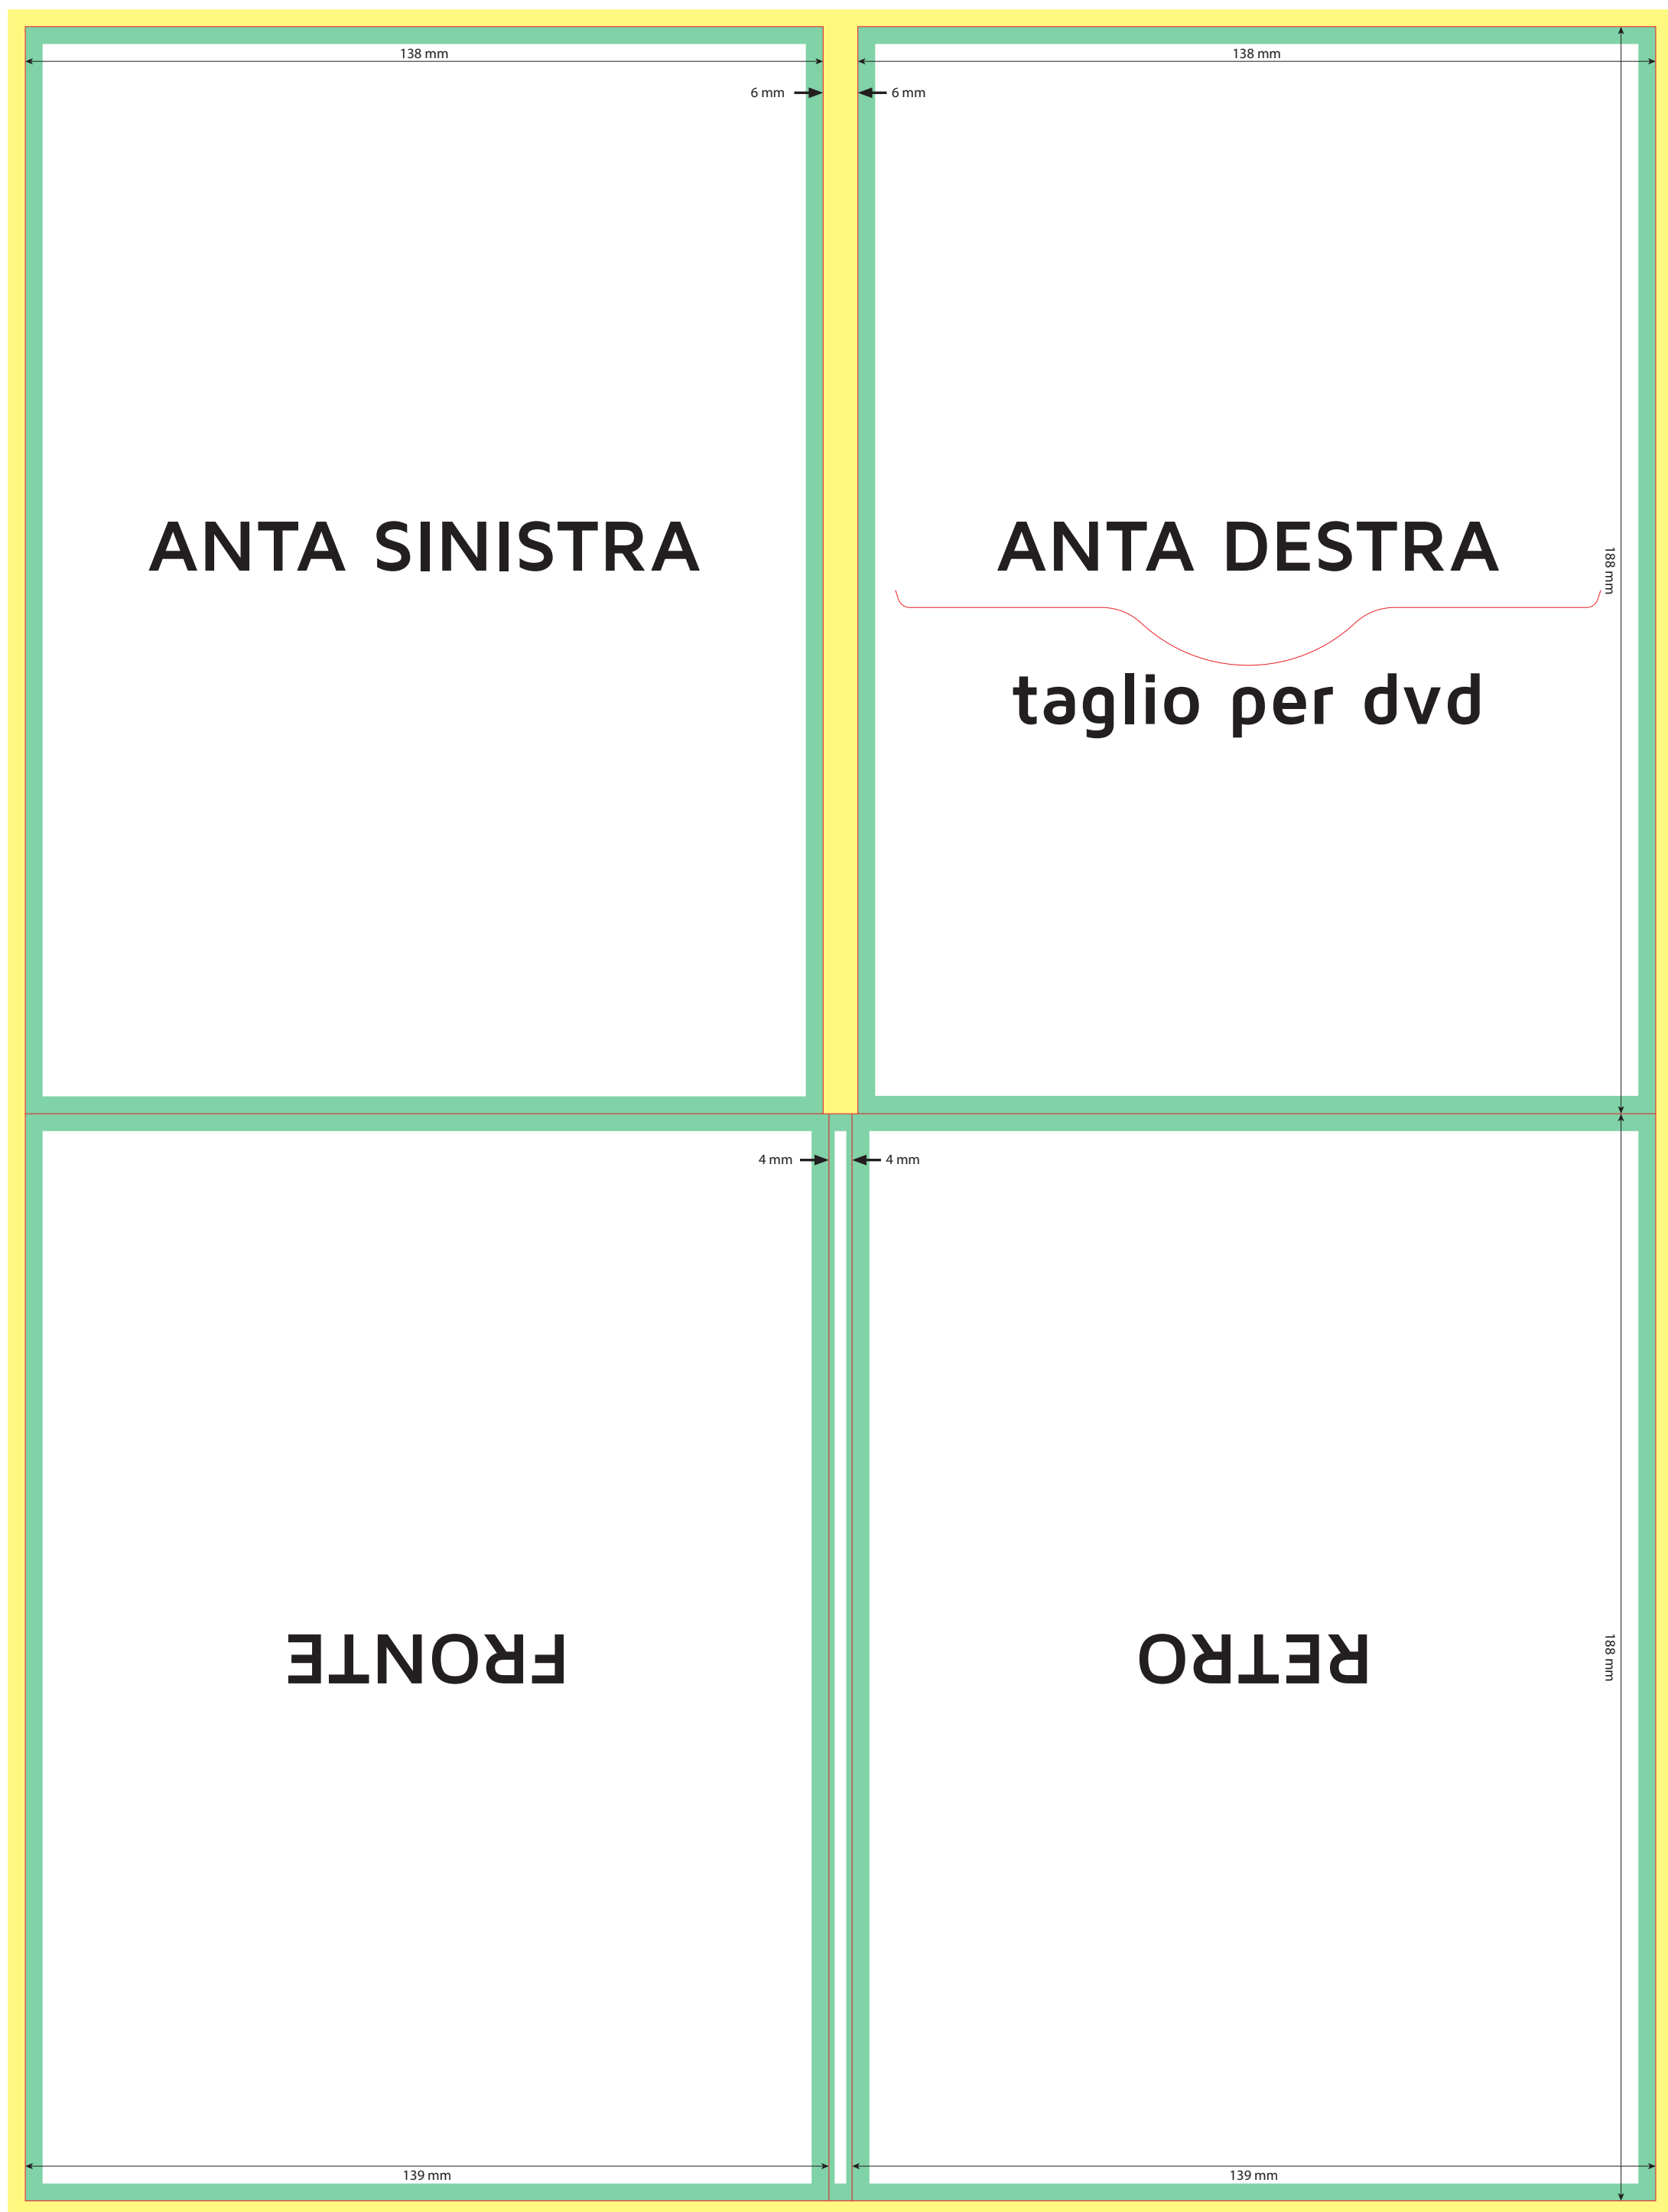 138 mm
138 mm
6 mm
6 mm
ANTA SINISTRA
ANTA DESTRA
188 mm
taglio per dvd
4 mm
4 mm
FRONTE
RETRO
188 mm
139 mm
139 mm